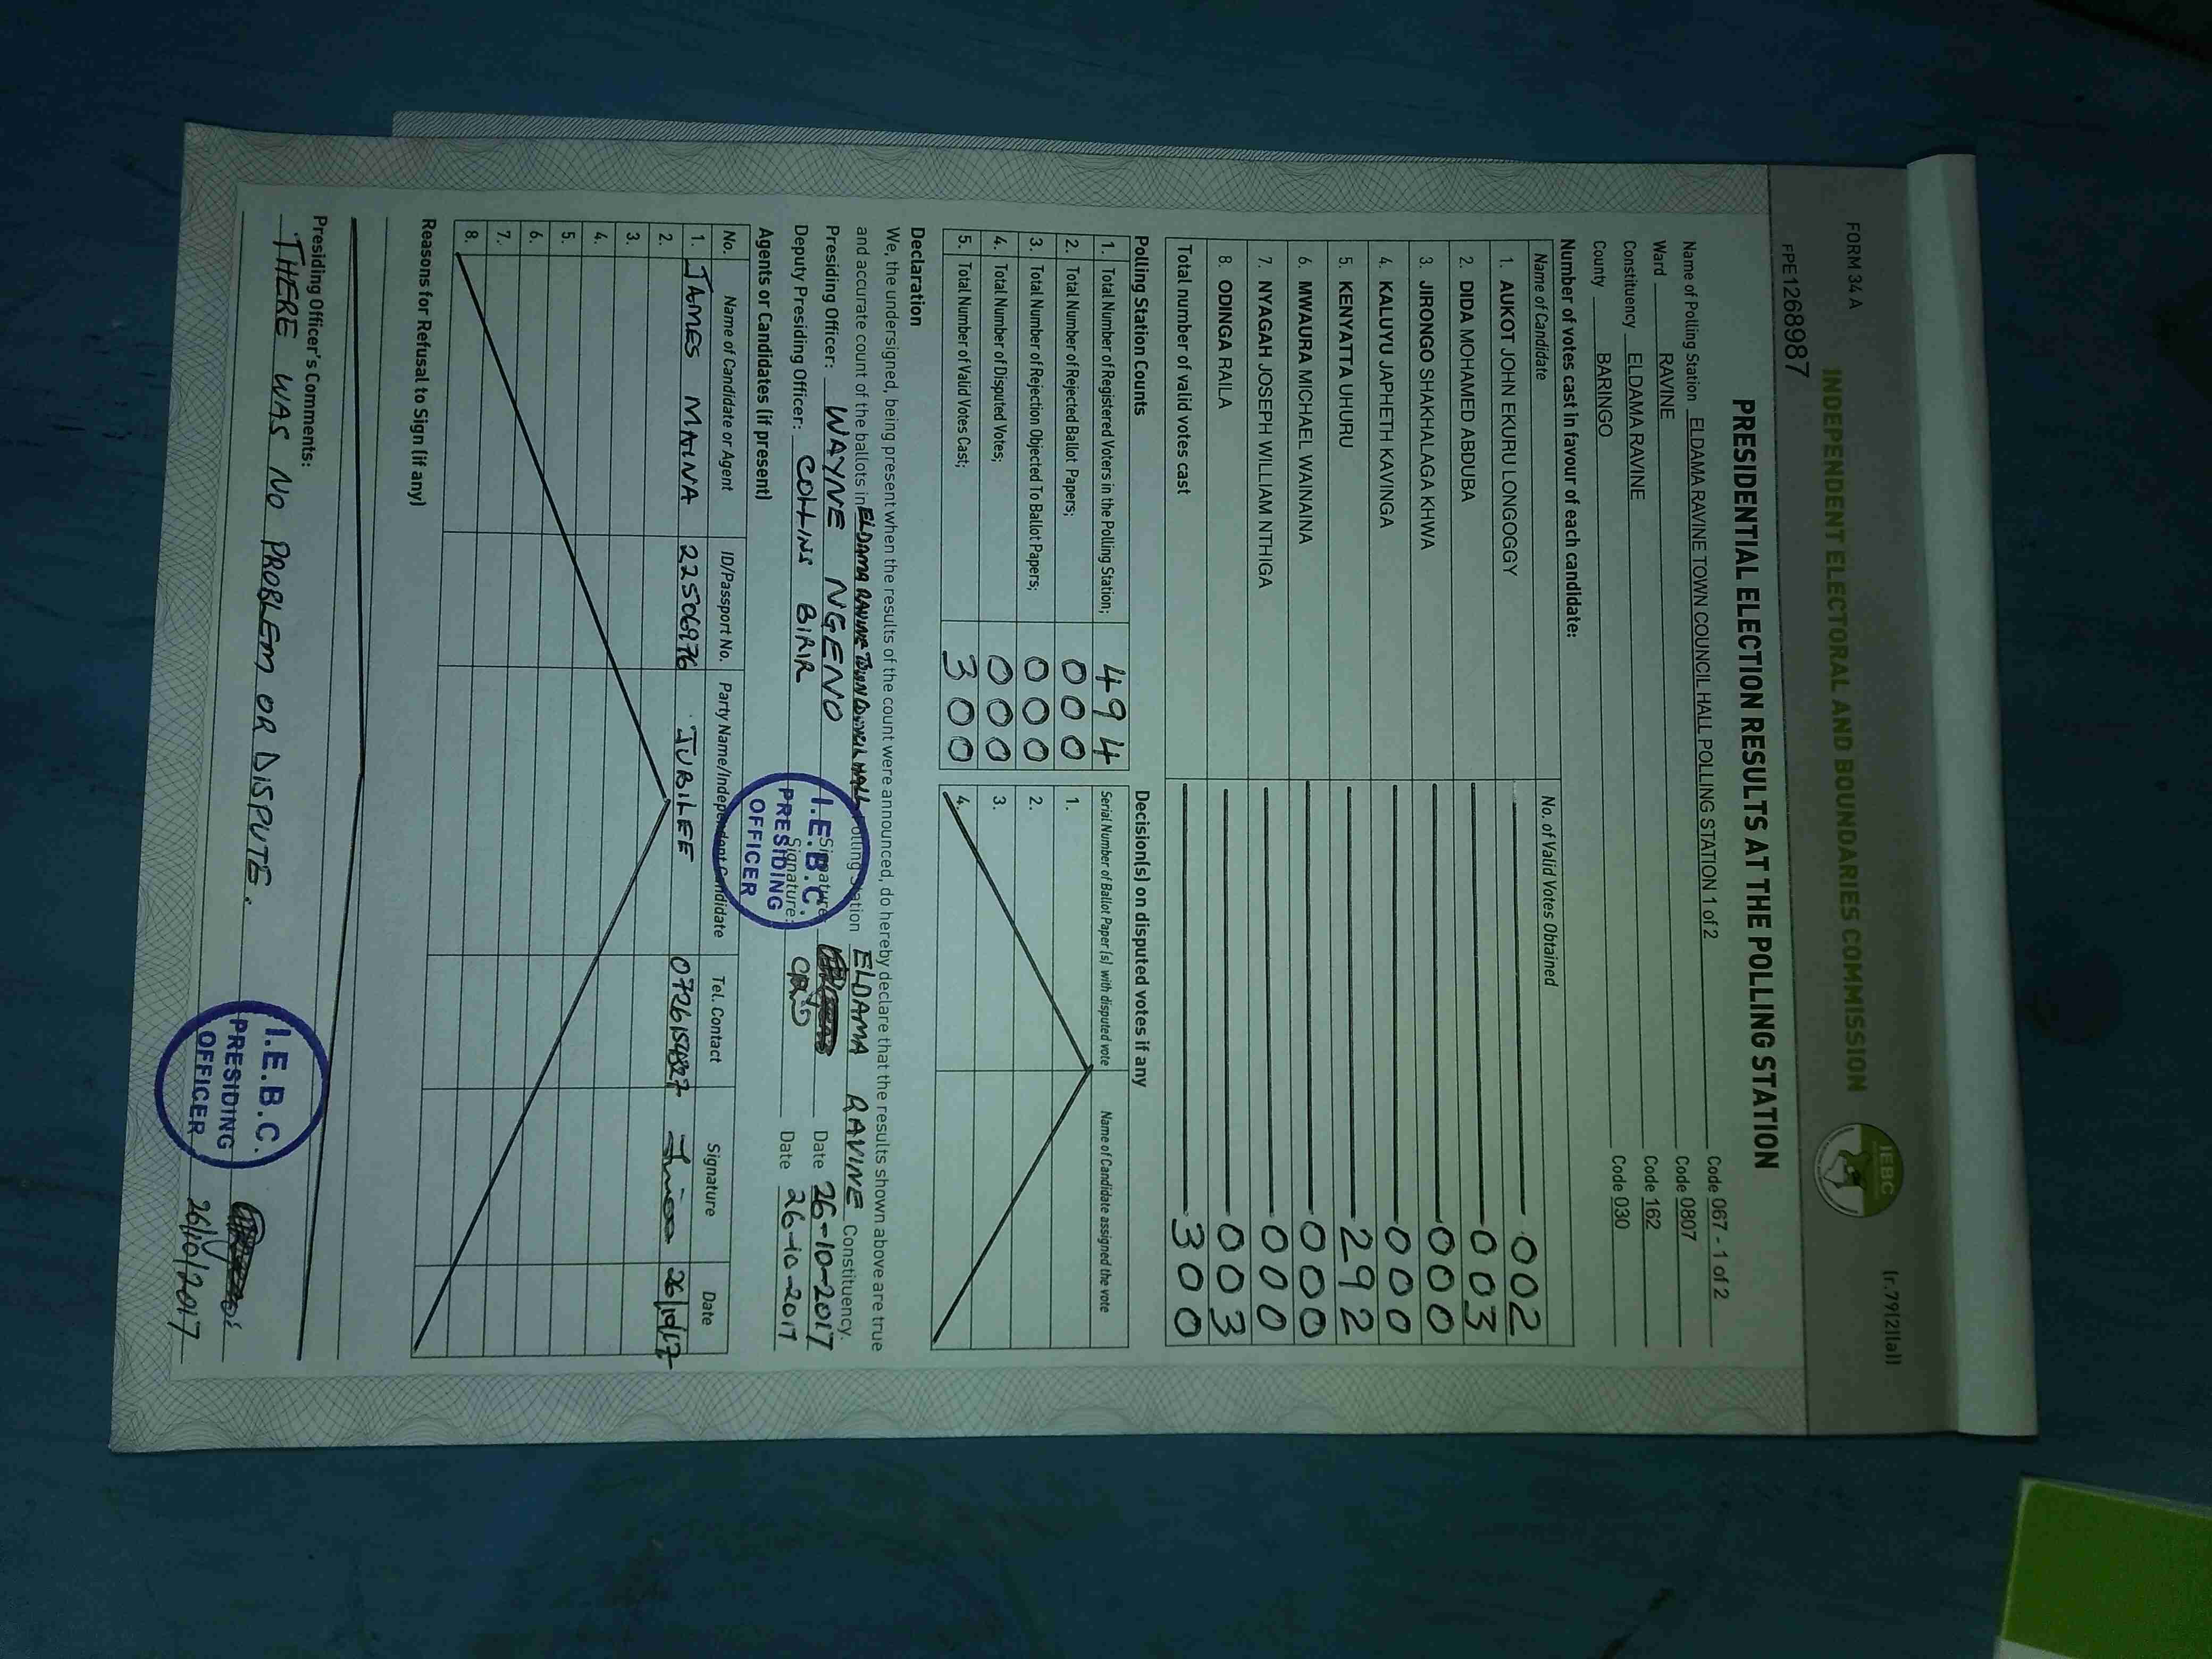 FORM 34 A
(r.79(2)(a))
INDEPENDENT ELECTORAL AND BOUNDARIES COMMISSION
IEBC
FPE1268987
PRESIDENTIAL ELECTION RESULTS AT THE POLLING STATION
Name of Polling Station ELDAMA RAVINE TOWN COUNCIL HALL POLLING STATION 1 of 2 Code 067 - 1 of 2
Ward RAVINE Code 0807
Constituency ELDAMA RAVINE Code 162
County BARINGO Code 030
Number of votes cast in favour of each candidate:
Name of Candidate No. of Valid Votes Obtained
1. AUKOT JOHN EKURU LONGOGGY 002
2. DIDA MOHAMED ABDUBA 003
3. JIRONGO SHAKHALAGA KHWA 000
4. KALUYU JAPHETH KAVINGA 000
5. KENYATTA UHURU 292
6. MWAURA MICHAEL WAINAINA 000
7. NYAGAH JOSEPH WILLIAM NTHIGA 000
8. ODINGA RAILA 003
Total number of valid votes cast 300
Polling Station Counts
1. Total Number of Registered Voters in the Polling Station; 494
2. Total Number of Rejected Ballot Papers; 000
3. Total Number of Rejection Objected To Ballot Papers; 000
4. Total Number of Disputed Votes; 000
5. Total Number of Valid Votes Cast; 300
Decision(s) on disputed votes if any
Serial Number of Ballot Paper (s) with disputed vote Name of Candidate assigned the vote
1.
2.
3.
4.
Declaration
We, the undersigned, being present when the results of the count were announced, do hereby declare that the results shown above are true
and accurate count of the ballots in ELDAMA RAVINE TOWN COUNCIL HALL Polling Station ELDAMA RAVINE Constituency.
Presiding Officer: WAYNE NGENO Signature: Date 26-10-2017
Deputy Presiding Officer: COLLINS BIRIR Signature: Date 26-10-2017
I.E.B.C.
PRESIDING
OFFICER
Agents or Candidates (if present)
No. Name of Candidate or Agent ID/Passport No. Party Name/Independent Candidate Tel. Contact Signature Date
1. JAMES MAINA 22506976 JUBILEE 26/10/17
2.
3.
4.
5.
6.
7.
8.
Reasons for Refusal to Sign (if any)
Presiding Officer's Comments:
THERE WAS NO PROBLEM OR DISPUTE.
I.E.B.C.
PRESIDING
OFFICER
26/10/2017